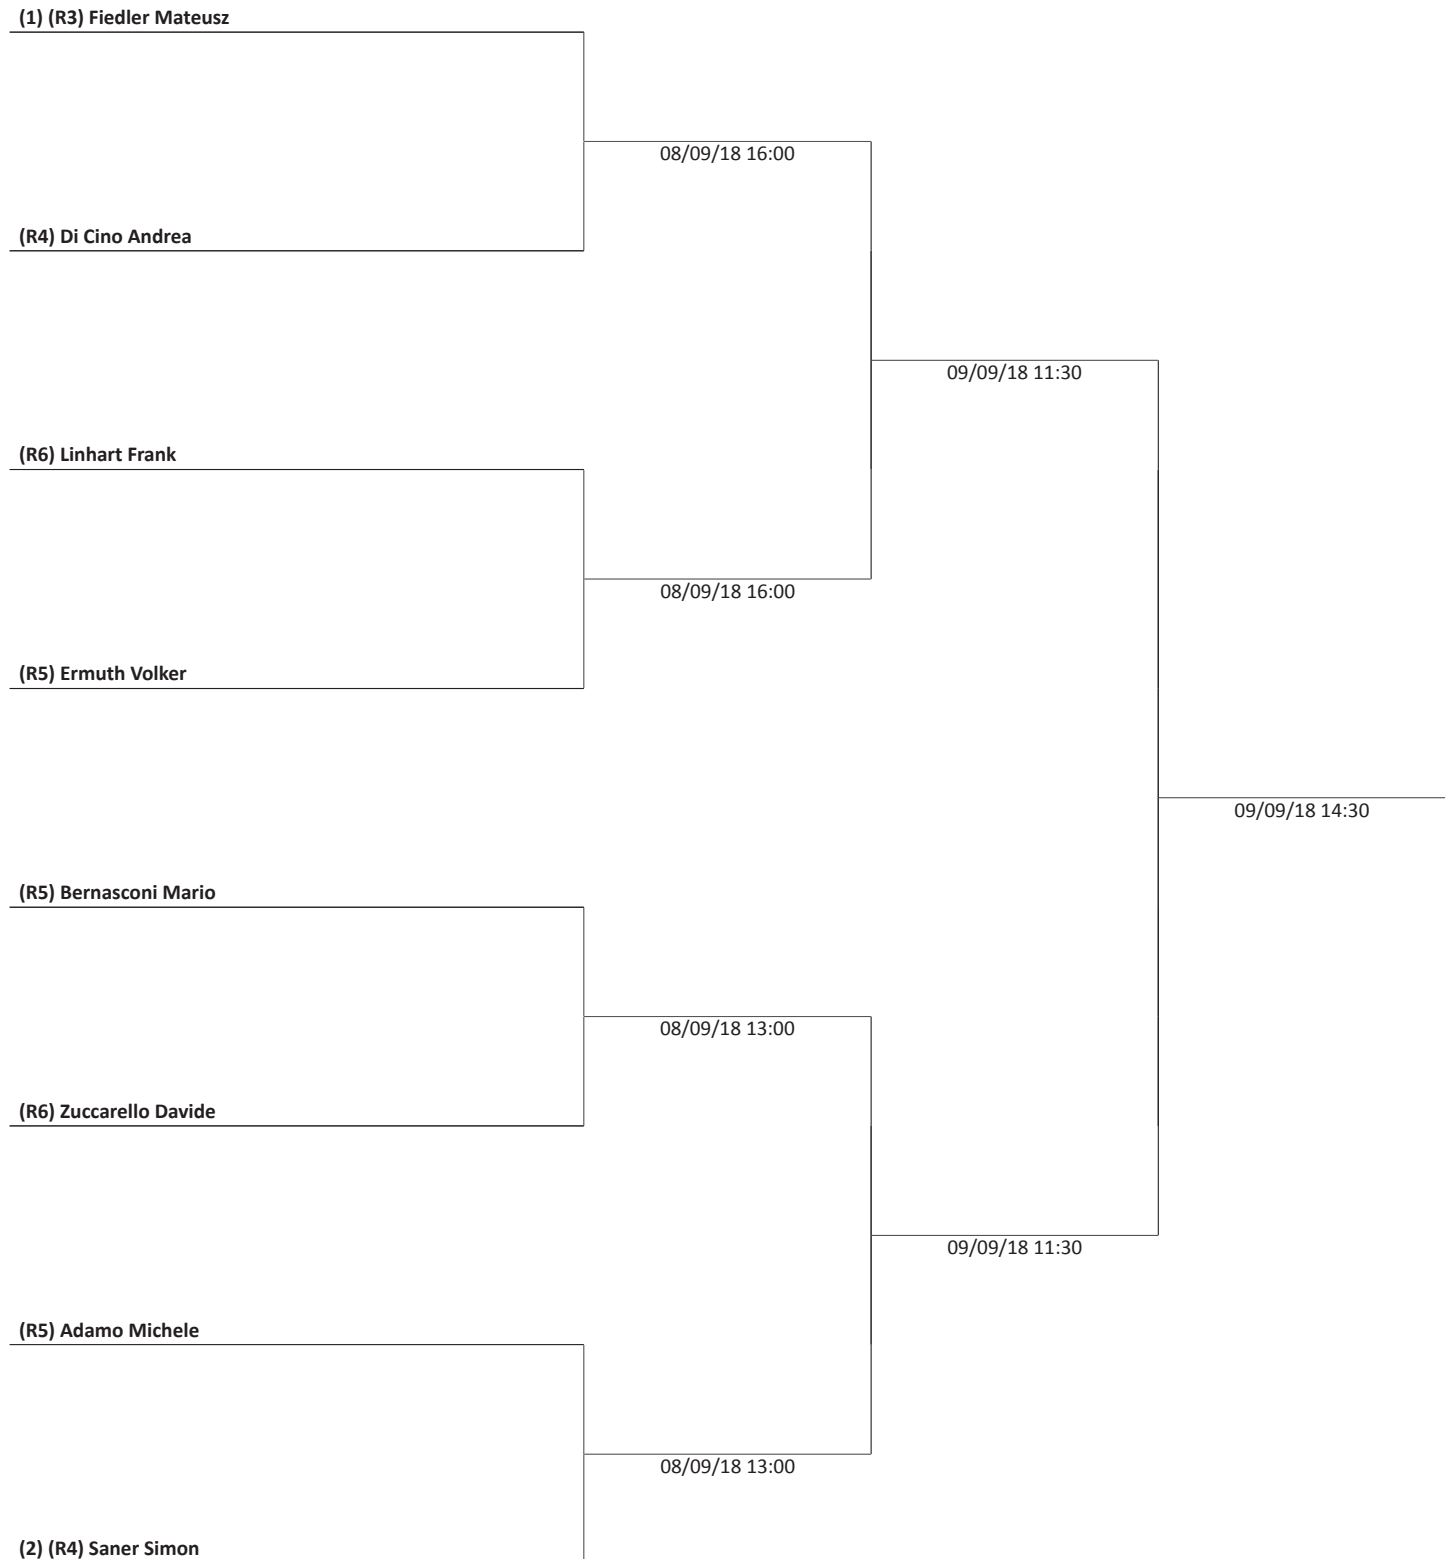 (1) (R3) Fiedler Mateusz
08/09/18 16:00
(R4) Di Cino Andrea
09/09/18 11:30
(R6) Linhart Frank
08/09/18 16:00
(R5) Ermuth Volker
09/09/18 14:30
(R5) Bernasconi Mario
08/09/18 13:00
(R6) Zuccarello Davide
09/09/18 11:30
(R5) Adamo Michele
08/09/18 13:00
(2) (R4) Saner Simon